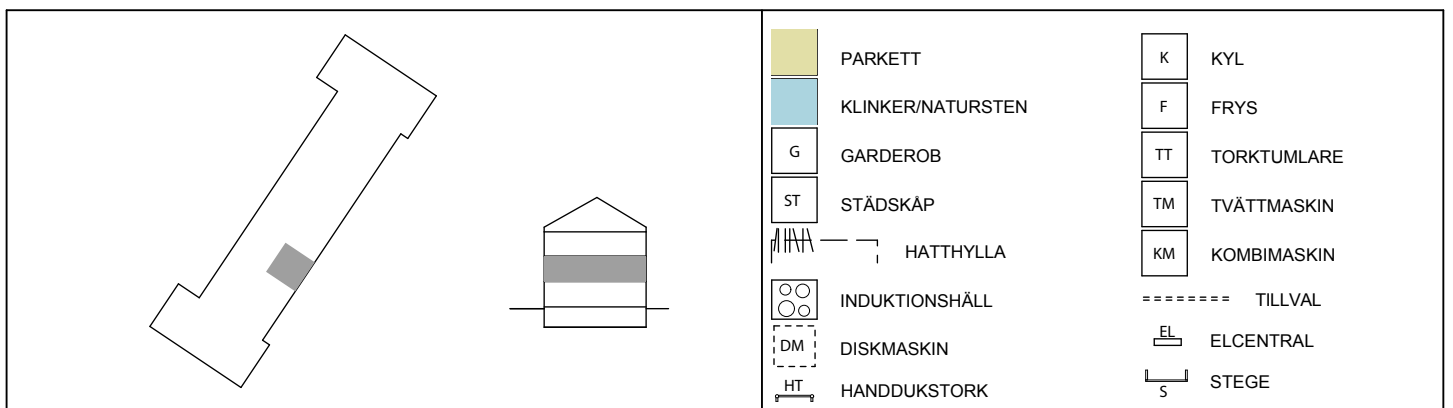 PARKETT
KLINKER/NATURSTEN
G GARDEROB
ST STÄDSKÅP
HATTHYLLA
INDUKTIONSHÄLL
DM DISKMASKIN
HT HANDDUKSTORK
K KYL
F FRYS
TT TORKTUMLARE
TM TVÄTTMASKIN
KM KOMBIMASKIN
TILLVAL
EL ELCENTRAL
S STEGE